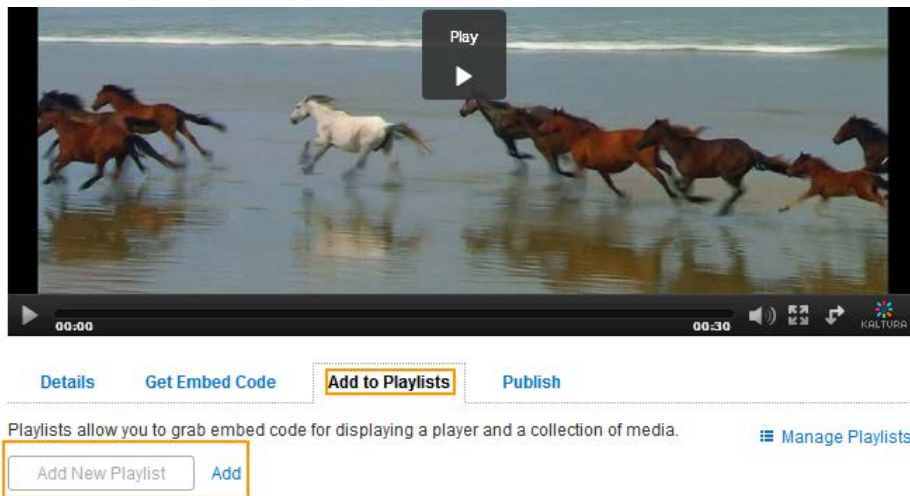 Play
00:00
00:30
KALTURA
Details Get Embed Code Add to Playlists Publish
Playlists allow you to grab embed code for displaying a player and a collection of media.
Manage Playlists
Add New Playlist Add